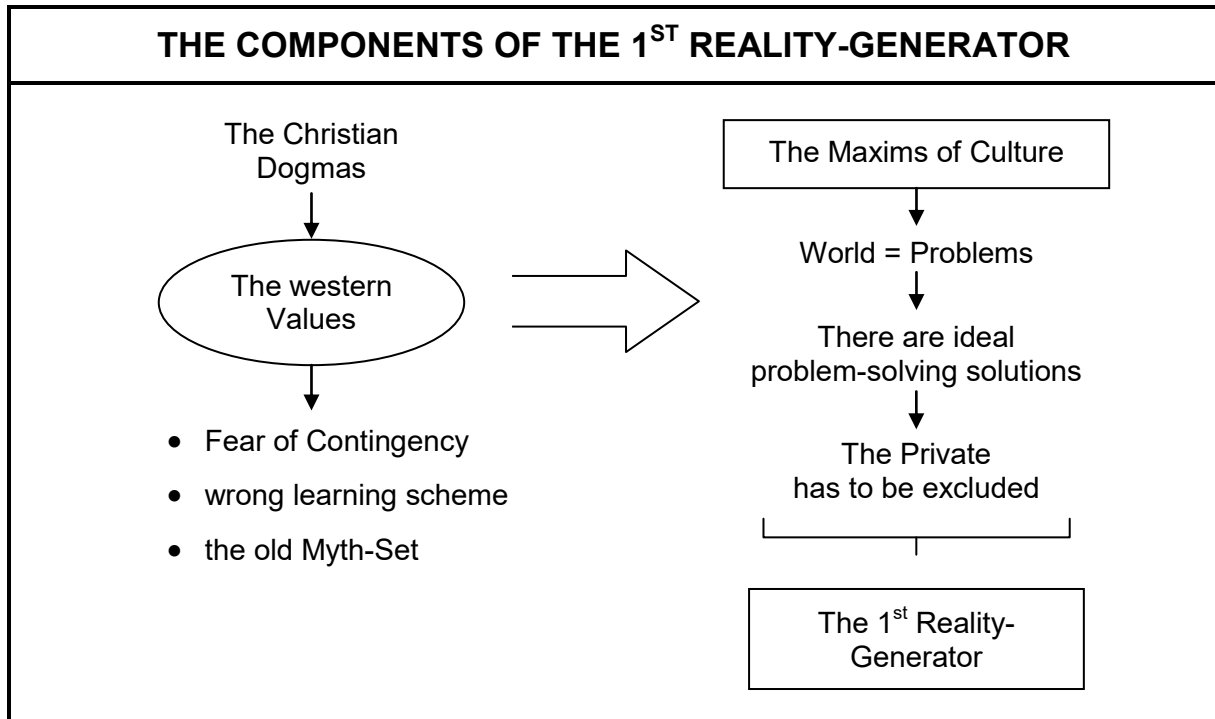 THE COMPONENTS OF THE 1ST REALITY-GENERATOR
The Christian
Dogmas
The western
Values
• Fear of Contingency
• wrong learning scheme
• the old Myth-Set
The Maxims of Culture
World = Problems
There are ideal
problem-solving solutions
The Private
has to be excluded
The 1st Reality-
Generator